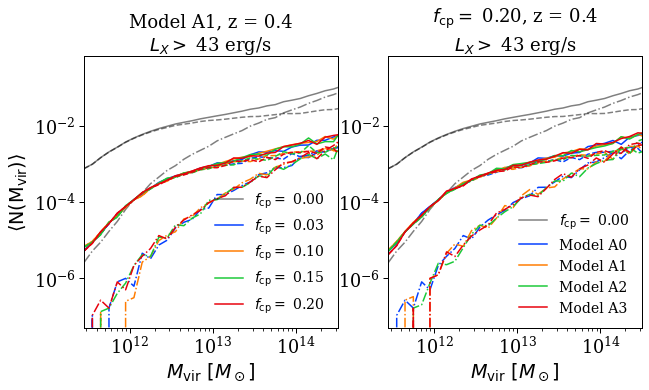 Model A1, z = 0.4
L_X > 43 erg/s
f_cp = 0.20, z = 0.4
L_X > 43 erg/s
⟨N(M_vir)⟩
10^−2
10^−4
10^−6
10^12
10^13
10^14
M_vir [M_⊙]
f_cp = 0.00
f_cp = 0.03
f_cp = 0.10
f_cp = 0.15
f_cp = 0.20
10^−2
10^−4
10^−6
10^12
10^13
10^14
M_vir [M_⊙]
f_cp = 0.00
Model A0
Model A1
Model A2
Model A3